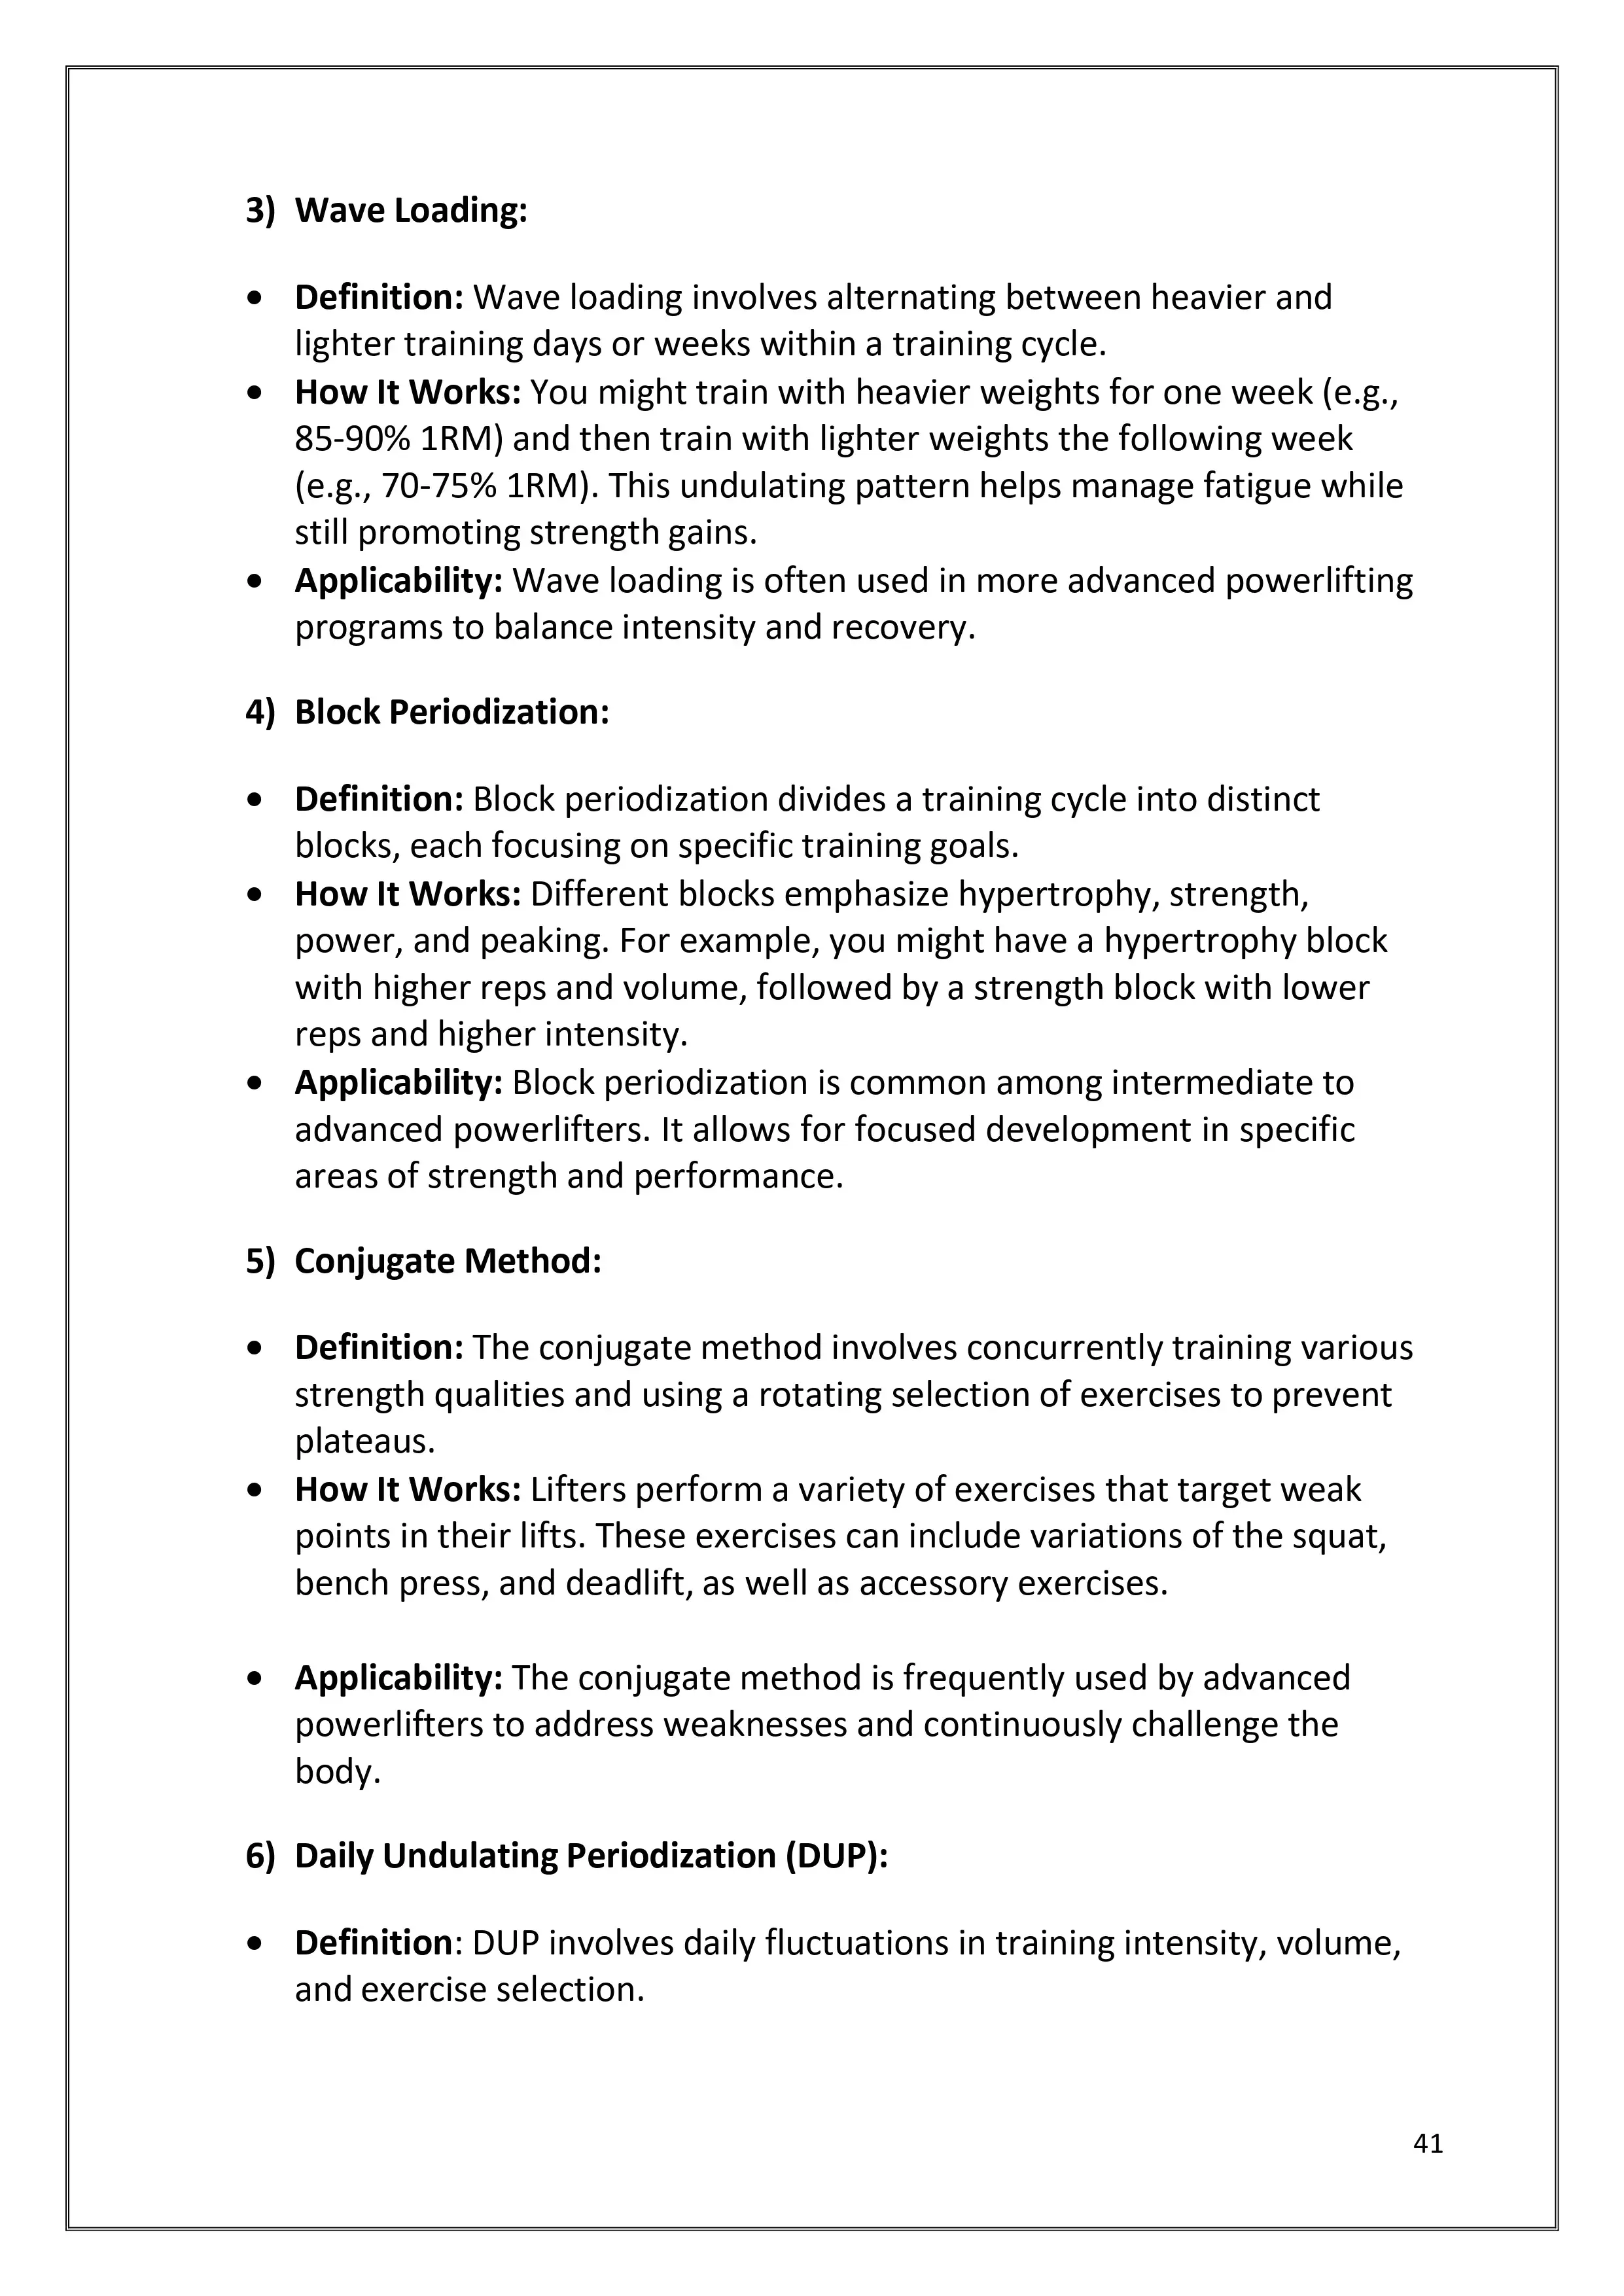 3) Wave Loading:
• Definition: Wave loading involves alternating between heavier and
lighter training days or weeks within a training cycle.
• How It Works: You might train with heavier weights for one week (e.g.,
85-90% 1RM) and then train with lighter weights the following week
(e.g., 70-75% 1RM). This undulating pattern helps manage fatigue while
still promoting strength gains.
• Applicability: Wave loading is often used in more advanced powerlifting
programs to balance intensity and recovery.
4) Block Periodization:
• Definition: Block periodization divides a training cycle into distinct
blocks, each focusing on specific training goals.
• How It Works: Different blocks emphasize hypertrophy, strength,
power, and peaking. For example, you might have a hypertrophy block
with higher reps and volume, followed by a strength block with lower
reps and higher intensity.
• Applicability: Block periodization is common among intermediate to
advanced powerlifters. It allows for focused development in specific
areas of strength and performance.
5) Conjugate Method:
• Definition: The conjugate method involves concurrently training various
strength qualities and using a rotating selection of exercises to prevent
plateaus.
• How It Works: Lifters perform a variety of exercises that target weak
points in their lifts. These exercises can include variations of the squat,
bench press, and deadlift, as well as accessory exercises.
• Applicability: The conjugate method is frequently used by advanced
powerlifters to address weaknesses and continuously challenge the
body.
6) Daily Undulating Periodization (DUP):
• Definition: DUP involves daily fluctuations in training intensity, volume,
and exercise selection.
41